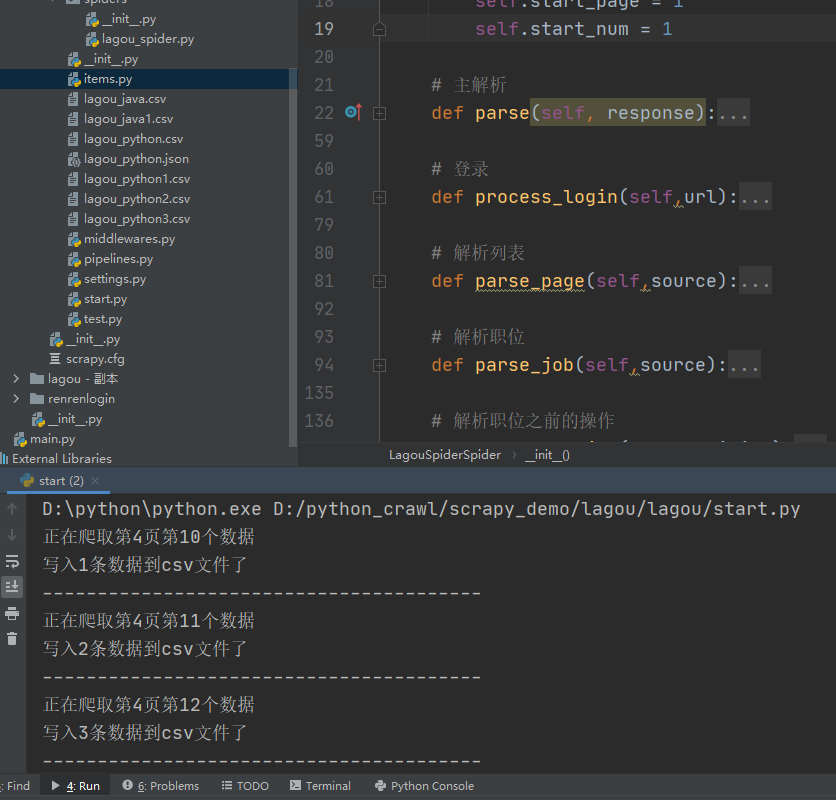 spiders
__init__.py
lagou_spider.py
__init__.py
items.py
lagou_java.csv
lagou_java1.csv
lagou_python.csv
lagou_python.json
lagou_python1.csv
lagou_python2.csv
lagou_python3.csv
middlewares.py
pipelines.py
settings.py
start.py
test.py
__init__.py
scrapy.cfg
lagou - 副本
renrenlogin
__init__.py
main.py
External Libraries
18 self.start_page = 1
19 self.start_num = 1
20
21 # 主解析
22 def parse(self, response):...
59
60 # 登录
61 def process_login(self,url):...
79
80 # 解析列表
81 def parse_page(self,source):...
92
93 # 解析职位
94 def parse_job(self,source):...
135
136 # 解析职位之前的操作
LagouSpiderSpider › __init__()
start (2) ×
D:\python\python.exe D:/python_crawl/scrapy_demo/lagou/lagou/start.py
正在爬取第4页第10个数据
写入1条数据到csv文件了
-----------------------------------------
正在爬取第4页第11个数据
写入2条数据到csv文件了
-----------------------------------------
正在爬取第4页第12个数据
写入3条数据到csv文件了
-----------------------------------------
: Find 4: Run 6: Problems TODO Terminal Python Console